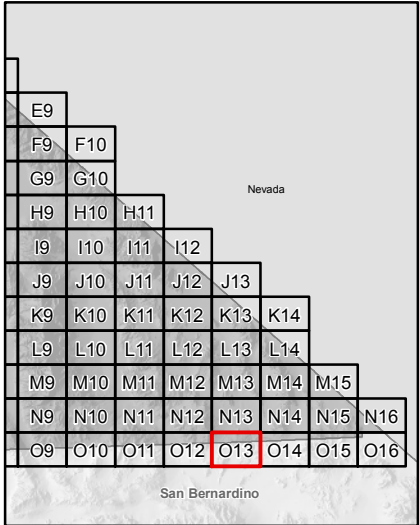 E9
F9 F10
G9 G10
Nevada
H9 H10 H11
I9 I10 I11 I12
J9 J10 J11 J12 J13
K9 K10 K11 K12 K13 K14
L9 L10 L11 L12 L13 L14
M9 M10 M11 M12 M13 M14 M15
N9 N10 N11 N12 N13 N14 N15 N16
O9 O10 O11 O12 O13 O14 O15 O16
San Bernardino